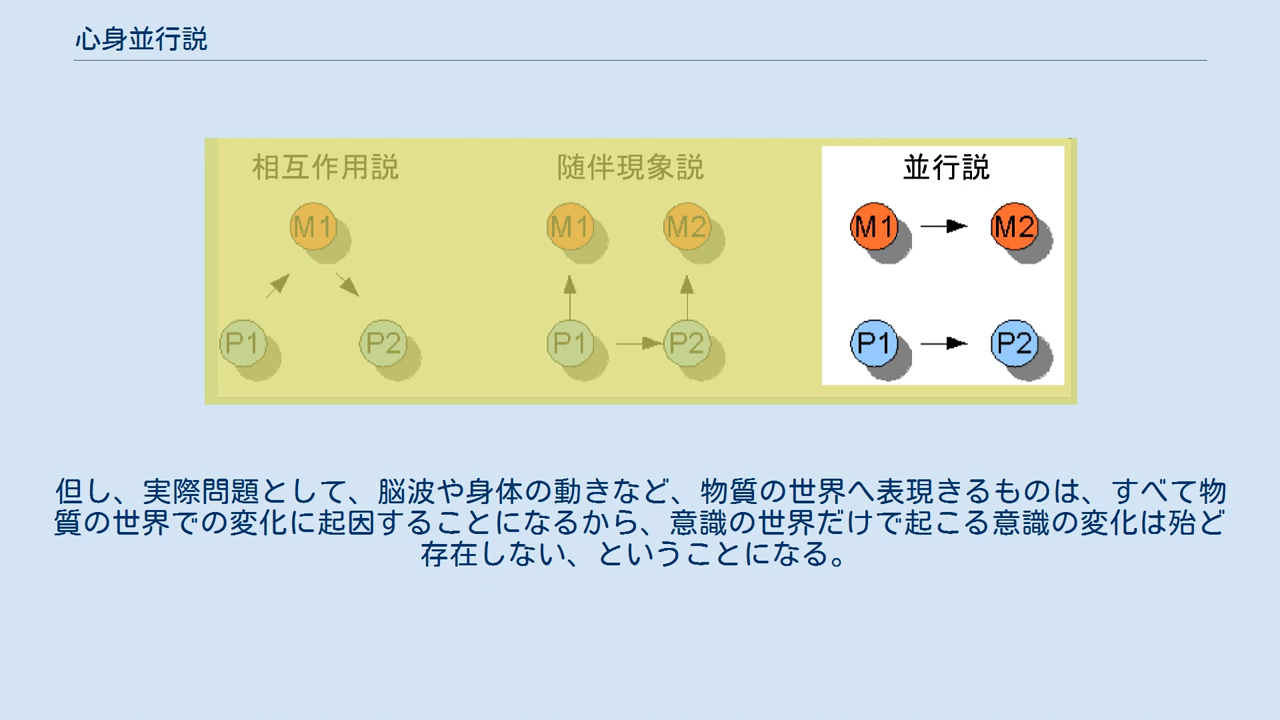 心身並行説
相互作用説 随伴現象説 並行説
M1 M1 M2 M1 M2
P1 P2 P1 P2 P1 P2
但し、実際問題として、脳波や身体の動きなど、物質の世界へ表現きるものは、すべて物
質の世界での変化に起因することになるから、意識の世界だけで起こる意識の変化は殆ど
存在しない、ということになる。